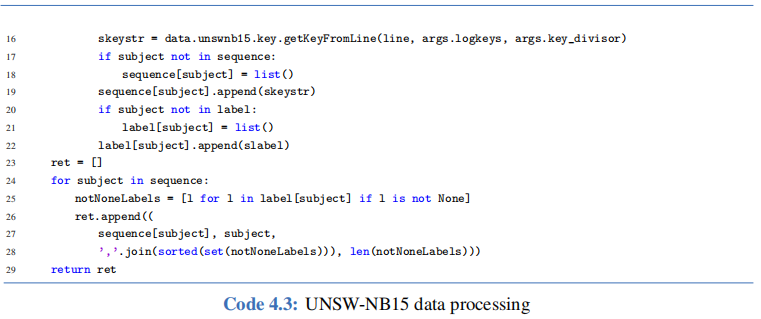 16 skeystr = data.unswnb15.key.getKeyFromLine(line, args.logkeys, args.key_divisor)
17 if subject not in sequence:
18 sequence[subject] = list()
19 sequence[subject].append(skeystr)
20 if subject not in label:
21 label[subject] = list()
22 label[subject].append(slabel)
23 ret = []
24 for subject in sequence:
25 notNoneLabels = [l for l in label[subject] if l is not None]
26 ret.append((
27 sequence[subject], subject,
28 ','.join(sorted(set(notNoneLabels))), len(notNoneLabels)))
29 return ret
Code 4.3: UNSW-NB15 data processing